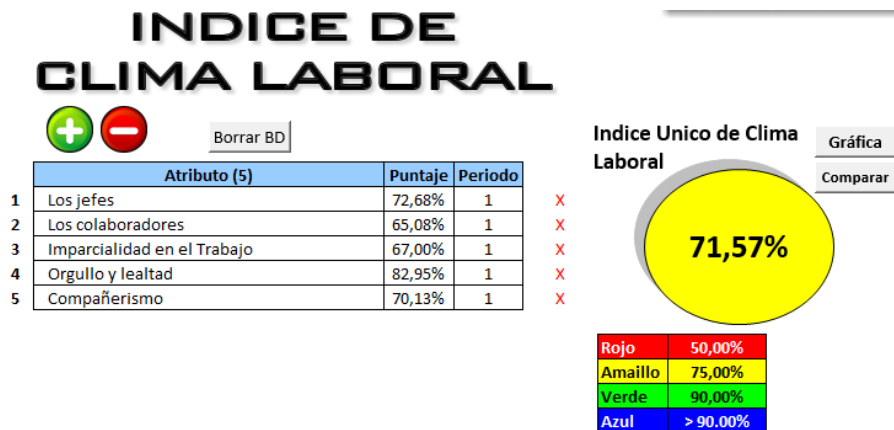 INDICE DE
CLIMA LABORAL
Borrar BD
Indice Unico de Clima
Laboral
Gráfica
Comparar
Atributo (5) Puntaje Periodo
1 Los jefes 72,68% 1 X
2 Los colaboradores 65,08% 1 X
3 Imparcialidad en el Trabajo 67,00% 1 X
4 Orgullo y lealtad 82,95% 1 X
5 Compañerismo 70,13% 1 X
71,57%
Rojo 50,00%
Amaillo 75,00%
Verde 90,00%
Azul > 90.00%